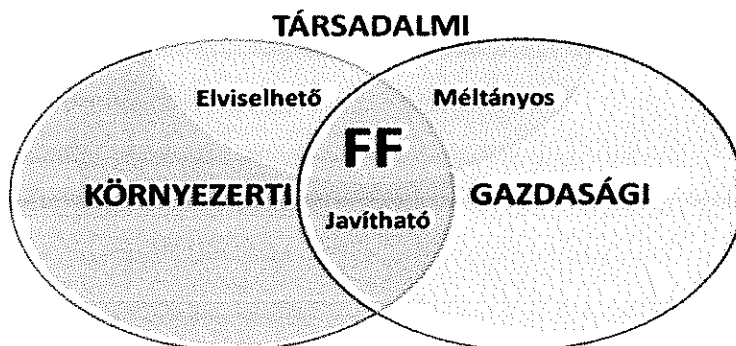 TÁRSADALMI
Elviselhető
Méltányos
FF
KÖRNYEZERTI
GAZDASÁGI
Javítható